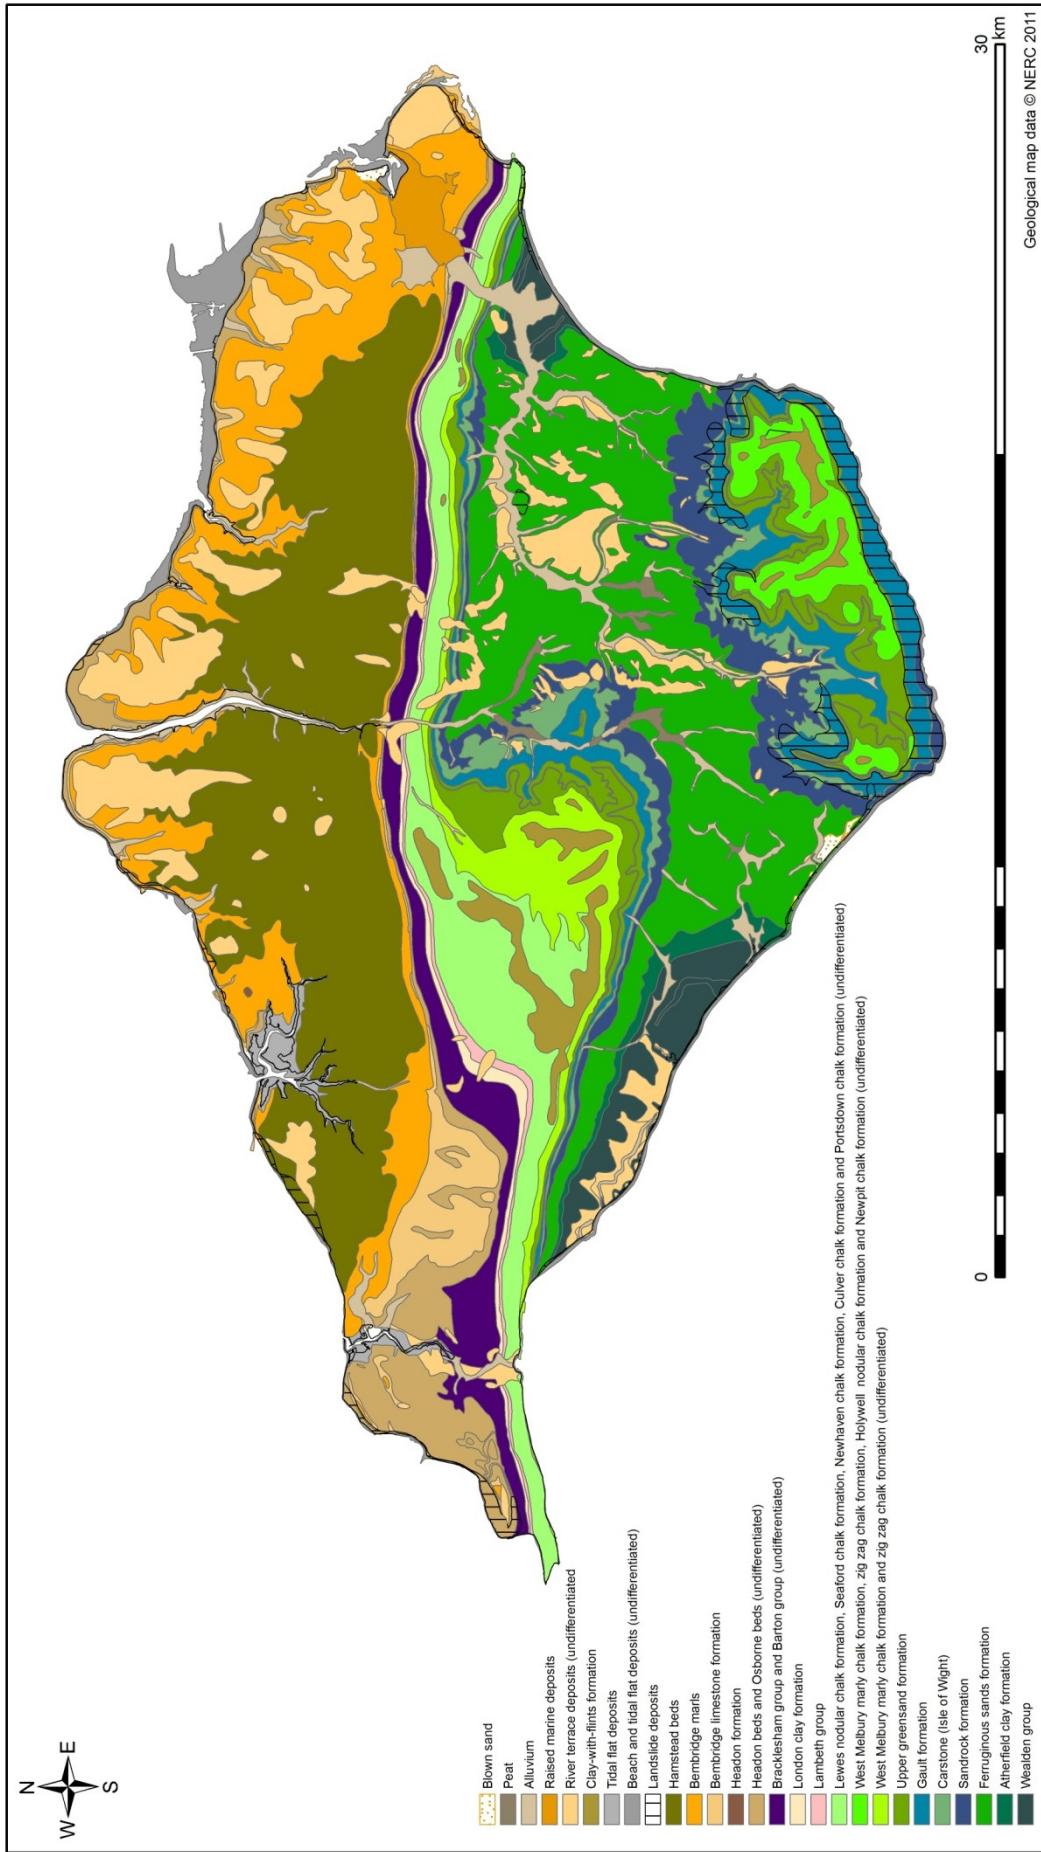 N
W
E
S
Blown sand
Peat
Alluvium
Raised marine deposits
River terrace deposits (undifferentiated
Clay-with-flints formation
Tidal flat deposits
Beach and tidal flat deposits (undifferentiated)
Landslide deposits
Hamstead beds
Bembridge marls
Bembridge limestone formation
Headon formation
Headon beds and Osborne beds (undifferentiated)
Bracklesham group and Barton group (undifferentiated)
London clay formation
Lambeth group
Lewes nodular chalk formation, Seaford chalk formation, Newhaven chalk formation, Culver chalk formation and Portsdown chalk formation (undifferentiated)
West Melbury marly chalk formation, zig zag chalk formation, Holywell nodular chalk formation and Newpit chalk formation (undifferentiated)
West Melbury marly chalk formation and zig zag chalk formation (undifferentiated)
Upper greensand formation
Gault formation
Carstone (Isle of Wight)
Sandrock formation
Ferruginous sands formation
Atherfield clay formation
Wealden group
0
30
km
Geological map data © NERC 2011